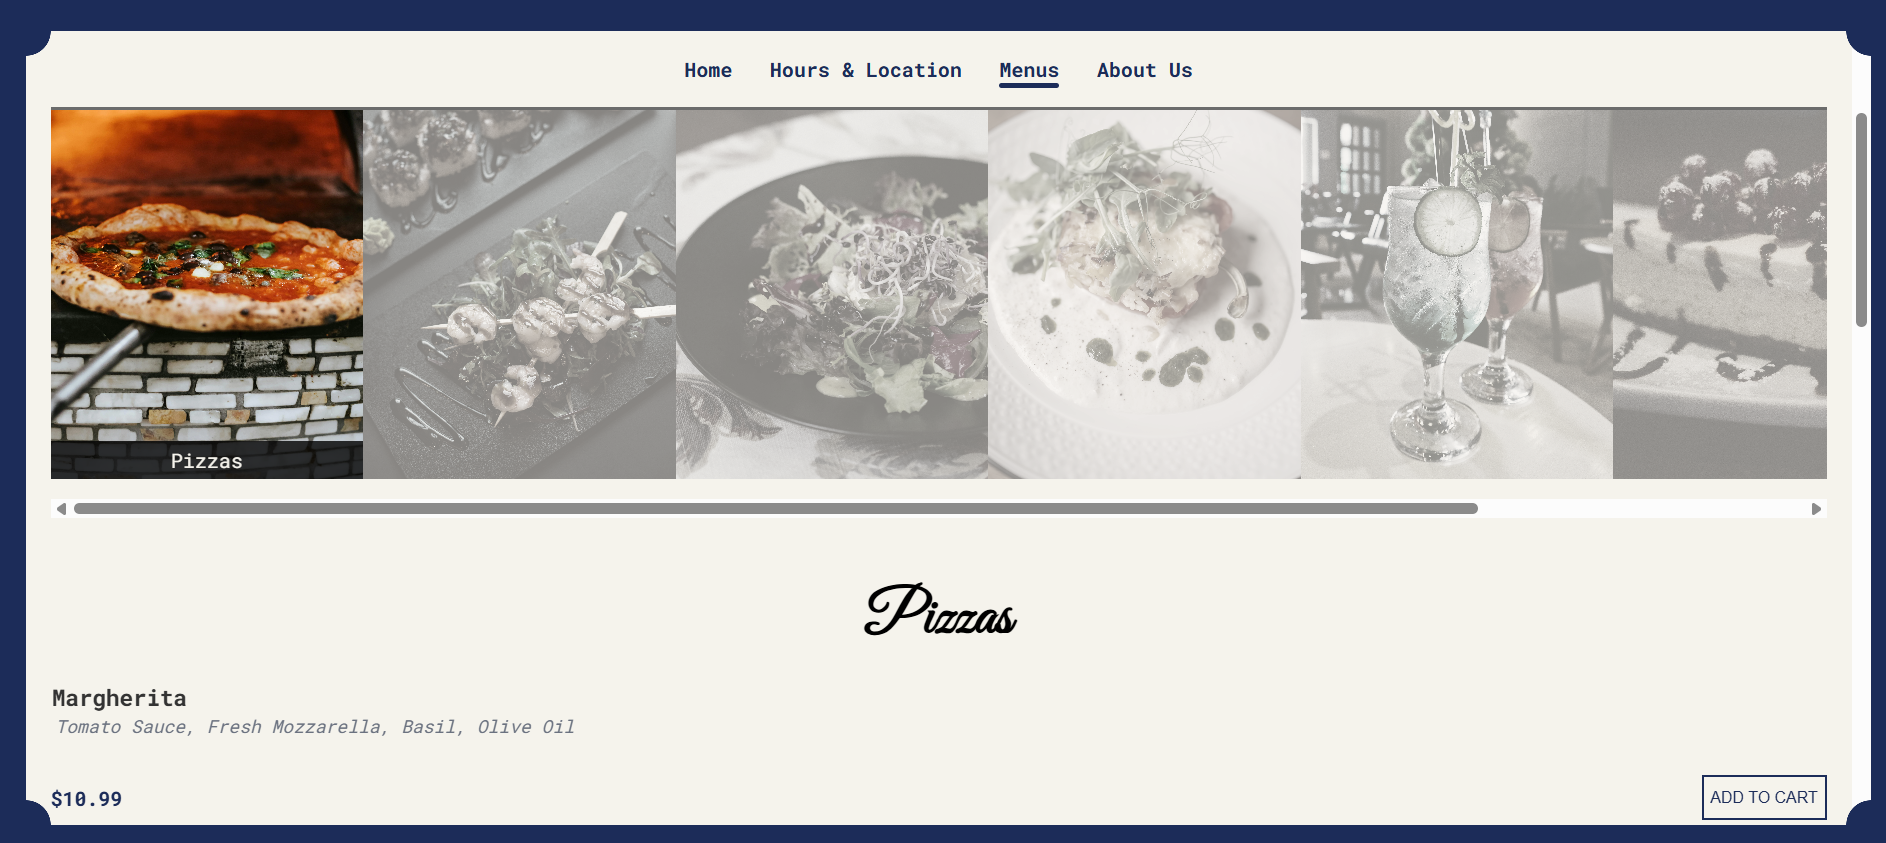 Home Hours & Location Menus About Us
Pizzas
Pizzas
Margherita
Tomato Sauce, Fresh Mozzarella, Basil, Olive Oil
$10.99 ADD TO CART